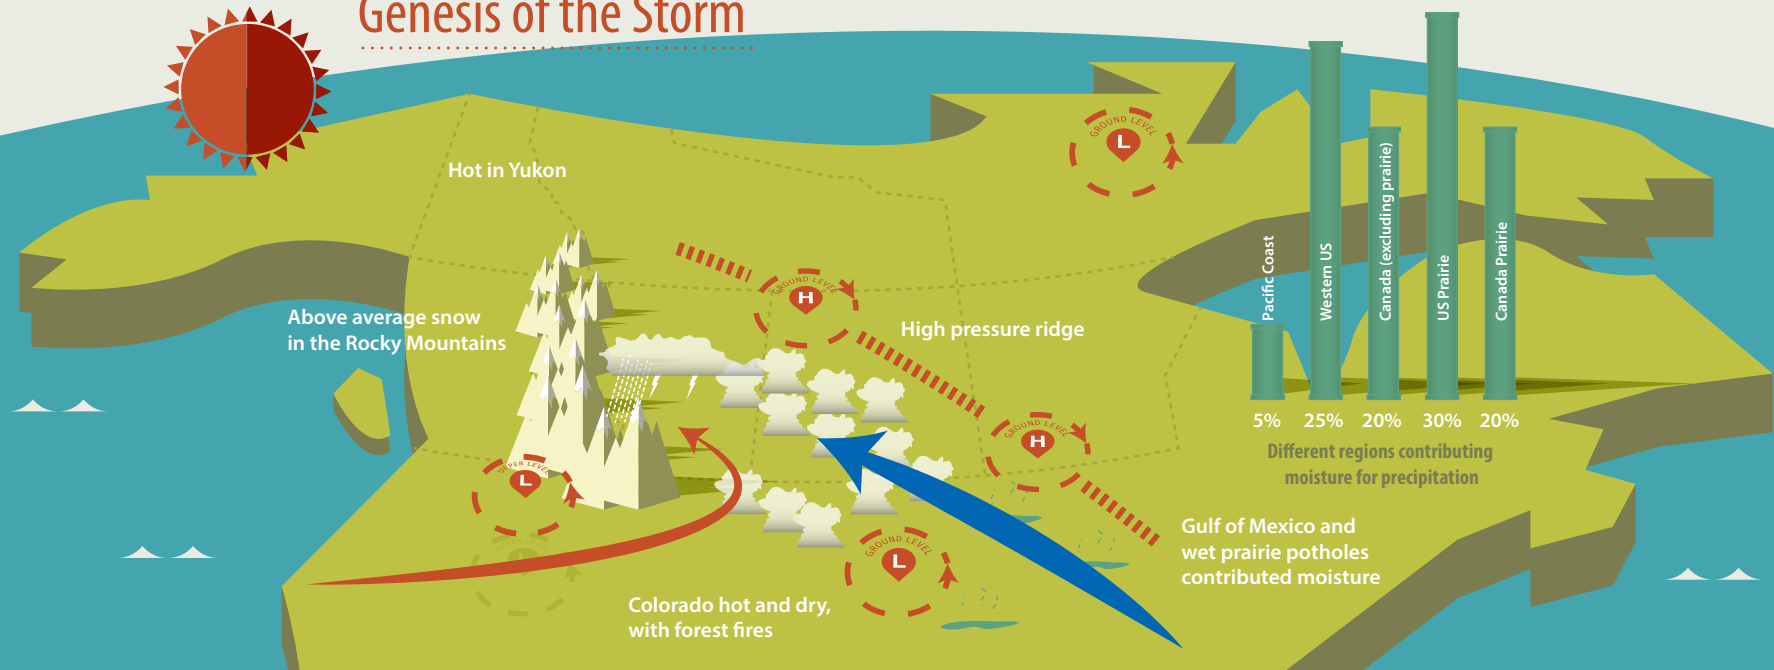 Genesis of the Storm
Hot in Yukon
GROUND LEVEL
L
Above average snow
in the Rocky Mountains
GROUND LEVEL
H
High pressure ridge
GROUND LEVEL
H
UPPER LEVEL
L
UPPER LEVEL
L
GROUND LEVEL
L
Colorado hot and dry,
with forest fires
Gulf of Mexico and
wet prairie potholes
contributed moisture
Pacific Coast
Western US
Canada (excluding prairie)
US Prairie
Canada Prairie
5% 25% 20% 30% 20%
Different regions contributing
moisture for precipitation